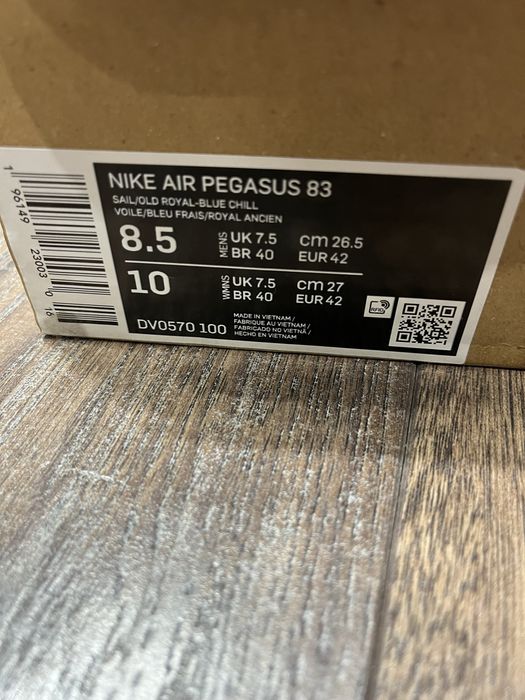 NIKE AIR PEGASUS 83
SAIL/OLD ROYAL-BLUE CHILL
VOILE/BLEU FRAIS/ROYAL ANCIEN
8.5 MENS UK 7.5 cm 26.5
BR 40 EUR 42
10 WMNS UK 7.5 cm 27
BR 40 EUR 42
DV0570 100
MADE IN VIETNAM /
FABRIQUE AU VIETNAM /
FABRICADO NO VIETNÃ /
HECHO EN VIETNAM
RFID
1 96149 23003 0 16